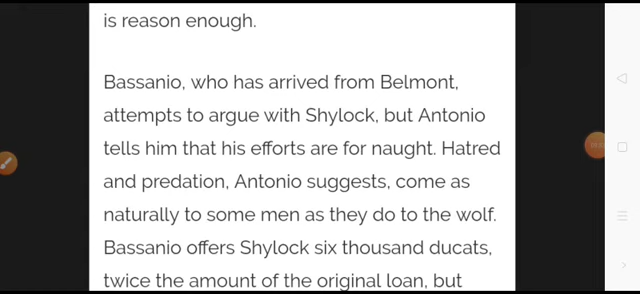 is reason enough.
Bassanio, who has arrived from Belmont,
attempts to argue with Shylock, but Antonio
tells him that his efforts are for naught. Hatred
and predation, Antonio suggests, come as
naturally to some men as they do to the wolf.
Bassanio offers Shylock six thousand ducats,
twice the amount of the original loan, but